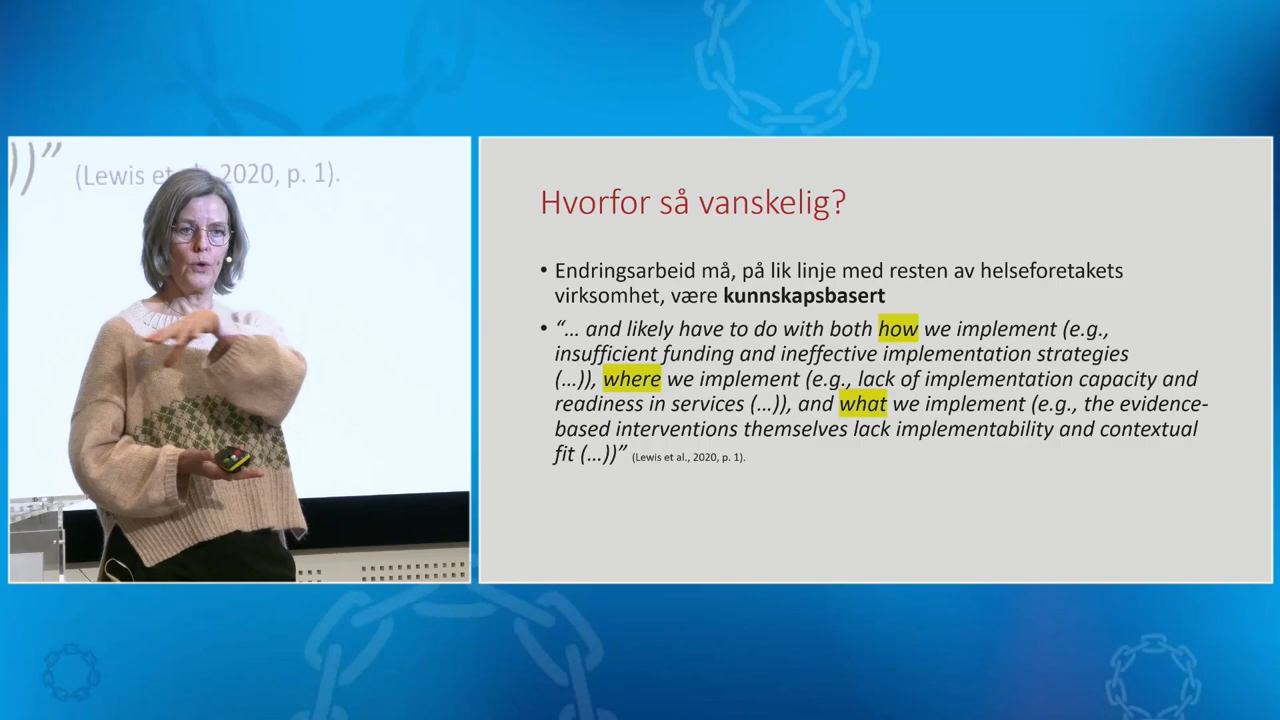 ))” (Lewis et al., 2020, p. 1).
Hvorfor så vanskelig?
• Endringsarbeid må, på lik linje med resten av helseforetakets
virksomhet, være kunnskapsbasert
• “… and likely have to do with both how we implement (e.g.,
insufficient funding and ineffective implementation strategies
(…)), where we implement (e.g., lack of implementation capacity and
readiness in services (…)), and what we implement (e.g., the evidence-
based interventions themselves lack implementability and contextual
fit (…))” (Lewis et al., 2020, p. 1).